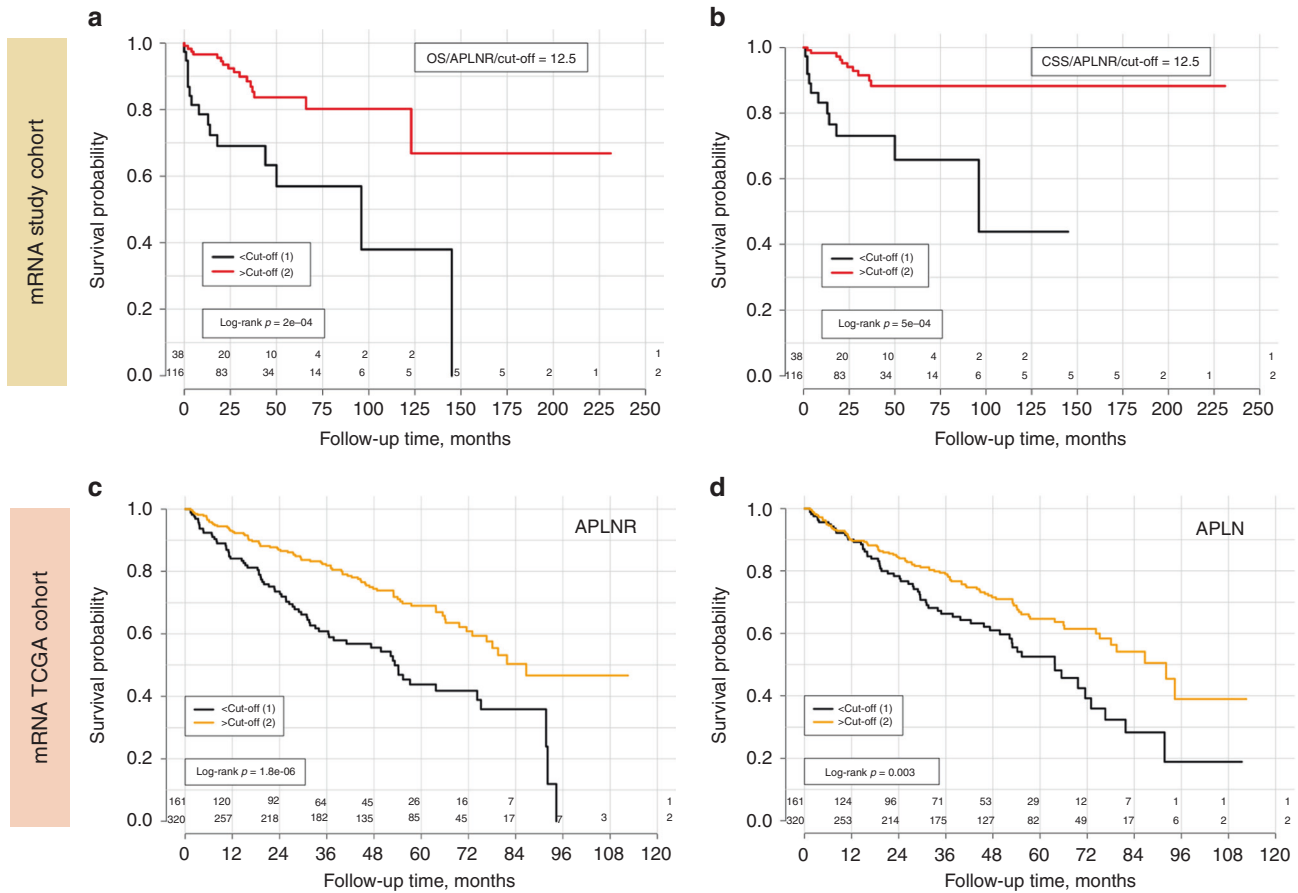 mRNA study cohort
a
OS/APLNR/cut-off = 12.5
Survival probability
1.0
0.8
0.6
0.4
0.2
0.0
<Cut-off (1)
>Cut-off (2)
Log-rank p = 2e–04
38 20 10 4 2 2 1
116 83 34 14 6 5 5 5 2 1 2
0 25 50 75 100 125 150 175 200 225 250
Follow-up time, months
b
CSS/APLNR/cut-off = 12.5
Survival probability
1.0
0.8
0.6
0.4
0.2
0.0
<Cut-off (1)
>Cut-off (2)
Log-rank p = 5e–04
38 20 10 4 2 2 1
116 83 34 14 6 5 5 5 2 1 2
0 25 50 75 100 125 150 175 200 225 250
Follow-up time, months
mRNA TCGA cohort
c
APLNR
Survival probability
1.0
0.8
0.6
0.4
0.2
0.0
<Cut-off (1)
>Cut-off (2)
Log-rank p = 1.8e-06
161 120 92 64 45 26 16 7 1
320 257 218 182 135 85 45 17 7 3 2
0 12 24 36 48 60 72 84 96 108 120
Follow-up time, months
d
APLN
Survival probability
1.0
0.8
0.6
0.4
0.2
0.0
<Cut-off (1)
>Cut-off (2)
Log-rank p = 0.003
161 124 96 71 53 29 12 7 1 1 1
320 253 214 175 127 82 49 17 6 2 2
0 12 24 36 48 60 72 84 96 108 120
Follow-up time, months